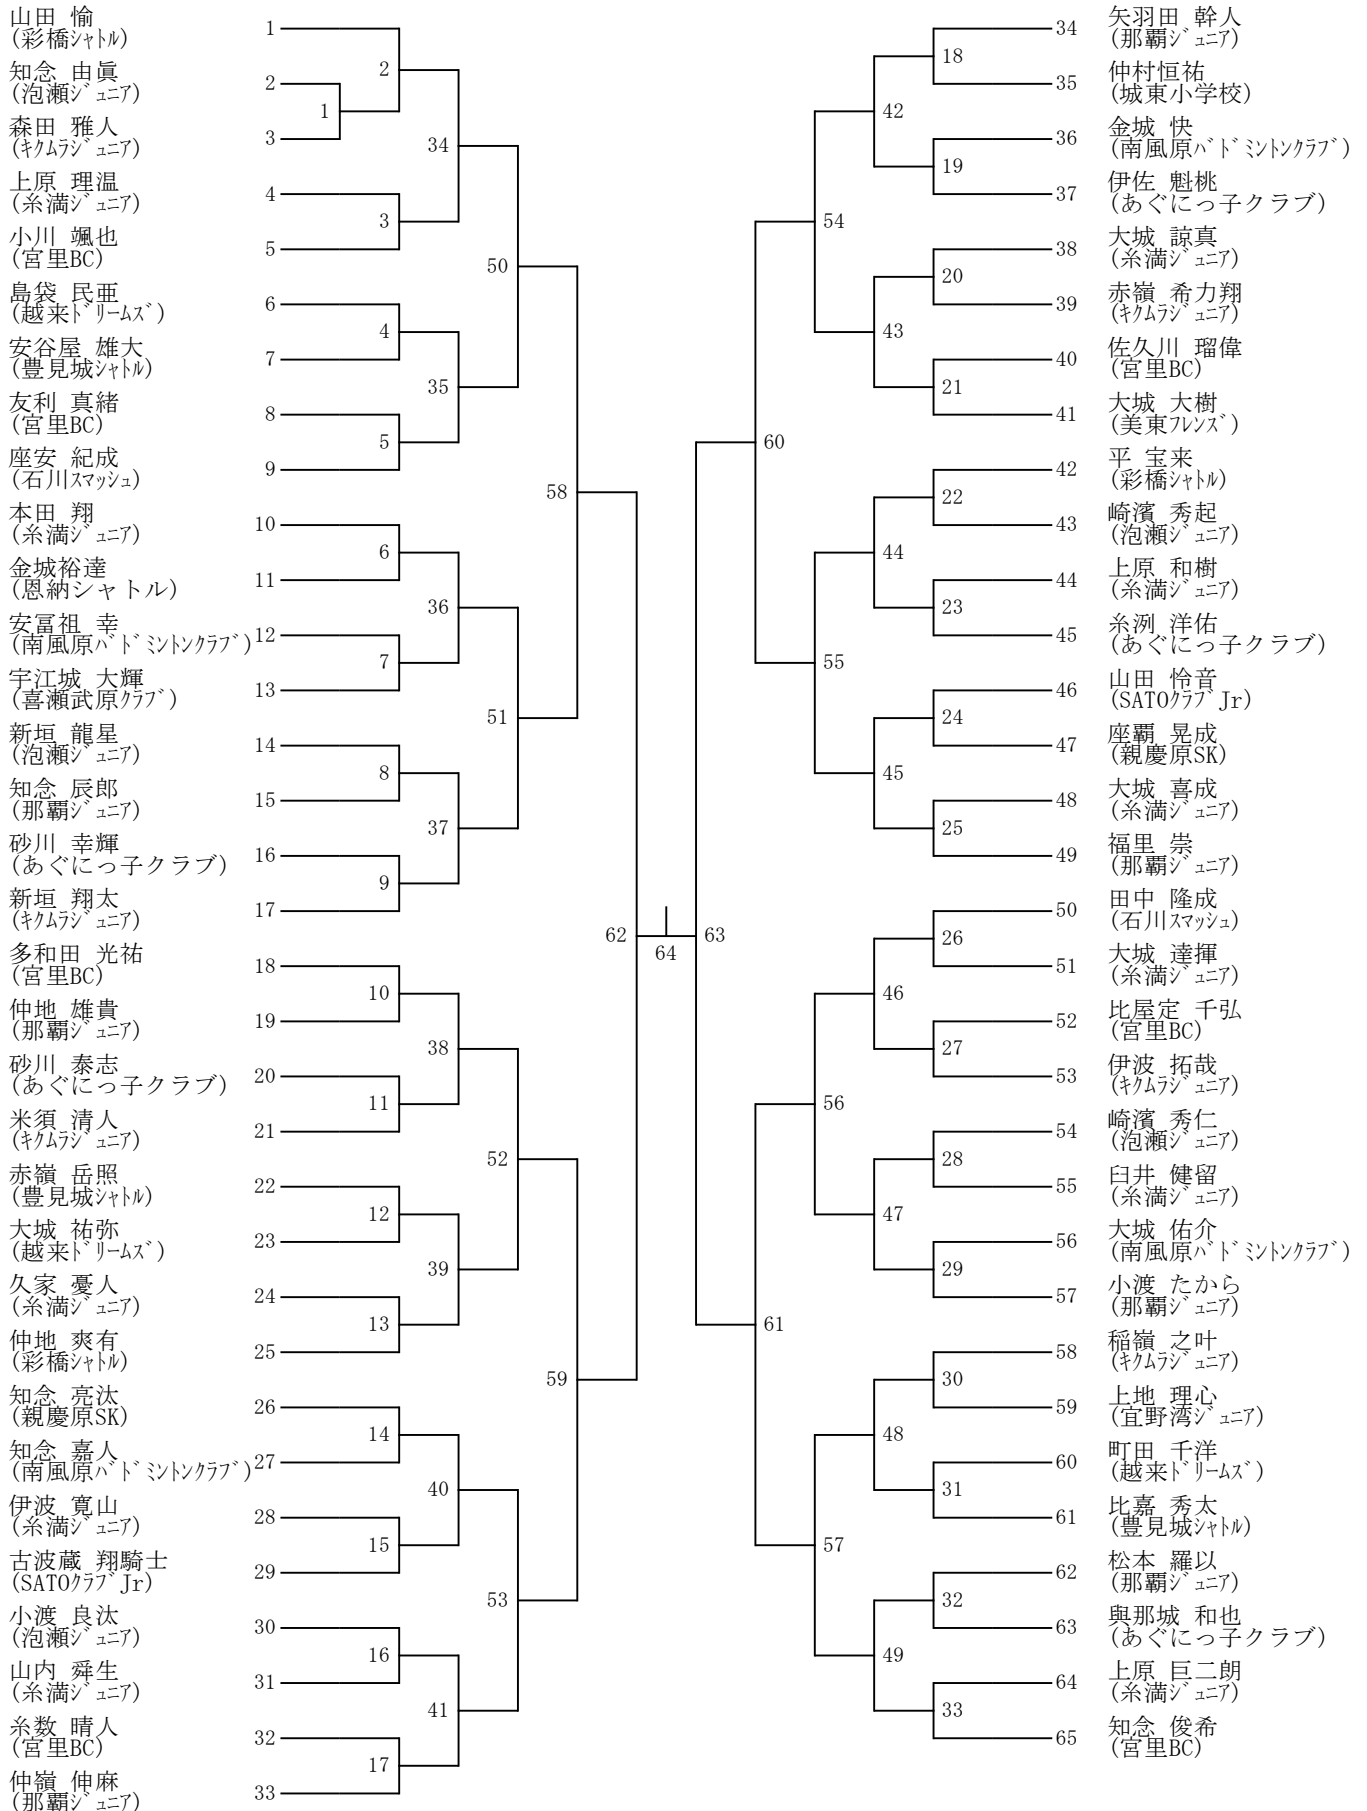 山田 愉
(彩橋ｼｬﾄﾙ)
1
知念 由眞
(泡瀬ｼﾞｭﾆｱ)
2
森田 雅人
(ｷｸﾑﾗｼﾞｭﾆｱ)
3
上原 理温
(糸満ｼﾞｭﾆｱ)
4
小川 颯也
(宮里BC)
5
島袋 民亜
(越来ﾄﾞﾘｰﾑｽﾞ)
6
安谷屋 雄大
(豊見城ｼｬﾄﾙ)
7
友利 真緒
(宮里BC)
8
座安 紀成
(石川ｽﾏｯｼｭ)
9
本田 翔
(糸満ｼﾞｭﾆｱ)
10
金城裕達
(恩納シャトル)
11
安冨祖 幸
(南風原ﾊﾞﾄﾞﾐﾝﾄﾝｸﾗﾌﾞ)
12
宇江城 大輝
(喜瀬武原ｸﾗﾌﾞ)
13
新垣 龍星
(泡瀬ｼﾞｭﾆｱ)
14
知念 辰郎
(那覇ｼﾞｭﾆｱ)
15
砂川 幸輝
(あぐにっ子クラブ)
16
新垣 翔太
(ｷｸﾑﾗｼﾞｭﾆｱ)
17
多和田 光祐
(宮里BC)
18
仲地 雄貴
(那覇ｼﾞｭﾆｱ)
19
砂川 泰志
(あぐにっ子クラブ)
20
米須 清人
(ｷｸﾑﾗｼﾞｭﾆｱ)
21
赤嶺 岳照
(豊見城ｼｬﾄﾙ)
22
大城 祐弥
(越来ﾄﾞﾘｰﾑｽﾞ)
23
久家 憂人
(糸満ｼﾞｭﾆｱ)
24
仲地 爽有
(彩橋ｼｬﾄﾙ)
25
知念 亮汰
(親慶原SK)
26
知念 嘉人
(南風原ﾊﾞﾄﾞﾐﾝﾄﾝｸﾗﾌﾞ)
27
伊波 寛山
(糸満ｼﾞｭﾆｱ)
28
古波蔵 翔騎士
(SATOｸﾗﾌﾞJr)
29
小渡 良汰
(泡瀬ｼﾞｭﾆｱ)
30
山内 舜生
(糸満ｼﾞｭﾆｱ)
31
糸数 晴人
(宮里BC)
32
仲嶺 伸麻
(那覇ｼﾞｭﾆｱ)
33
1
2
3
4
5
6
7
8
9
10
11
12
13
14
15
16
17
34
35
36
37
38
39
40
41
50
51
52
53
58
59
62
64
63
60
61
54
55
56
57
42
43
44
45
46
47
48
49
18
19
20
21
22
23
24
25
26
27
28
29
30
31
32
33
34
矢羽田 幹人
(那覇ｼﾞｭﾆｱ)
35
仲村恒祐
(城東小学校)
36
金城 快
(南風原ﾊﾞﾄﾞﾐﾝﾄﾝｸﾗﾌﾞ)
37
伊佐 魁桃
(あぐにっ子クラブ)
38
大城 諒真
(糸満ｼﾞｭﾆｱ)
39
赤嶺 希力翔
(ｷｸﾑﾗｼﾞｭﾆｱ)
40
佐久川 瑠偉
(宮里BC)
41
大城 大樹
(美東ﾌﾚﾝｽﾞ)
42
平 宝来
(彩橋ｼｬﾄﾙ)
43
崎濱 秀起
(泡瀬ｼﾞｭﾆｱ)
44
上原 和樹
(糸満ｼﾞｭﾆｱ)
45
糸洌 洋佑
(あぐにっ子クラブ)
46
山田 怜音
(SATOｸﾗﾌﾞJr)
47
座覇 晃成
(親慶原SK)
48
大城 喜成
(糸満ｼﾞｭﾆｱ)
49
福里 崇
(那覇ｼﾞｭﾆｱ)
50
田中 隆成
(石川ｽﾏｯｼｭ)
51
大城 達揮
(糸満ｼﾞｭﾆｱ)
52
比屋定 千弘
(宮里BC)
53
伊波 拓哉
(ｷｸﾑﾗｼﾞｭﾆｱ)
54
崎濱 秀仁
(泡瀬ｼﾞｭﾆｱ)
55
臼井 健留
(糸満ｼﾞｭﾆｱ)
56
大城 佑介
(南風原ﾊﾞﾄﾞﾐﾝﾄﾝｸﾗﾌﾞ)
57
小渡 たから
(那覇ｼﾞｭﾆｱ)
58
稲嶺 之叶
(ｷｸﾑﾗｼﾞｭﾆｱ)
59
上地 理心
(宜野湾ｼﾞｭﾆｱ)
60
町田 千洋
(越来ﾄﾞﾘｰﾑｽﾞ)
61
比嘉 秀太
(豊見城ｼｬﾄﾙ)
62
松本 羅以
(那覇ｼﾞｭﾆｱ)
63
與那城 和也
(あぐにっ子クラブ)
64
上原 巨二朗
(糸満ｼﾞｭﾆｱ)
65
知念 俊希
(宮里BC)